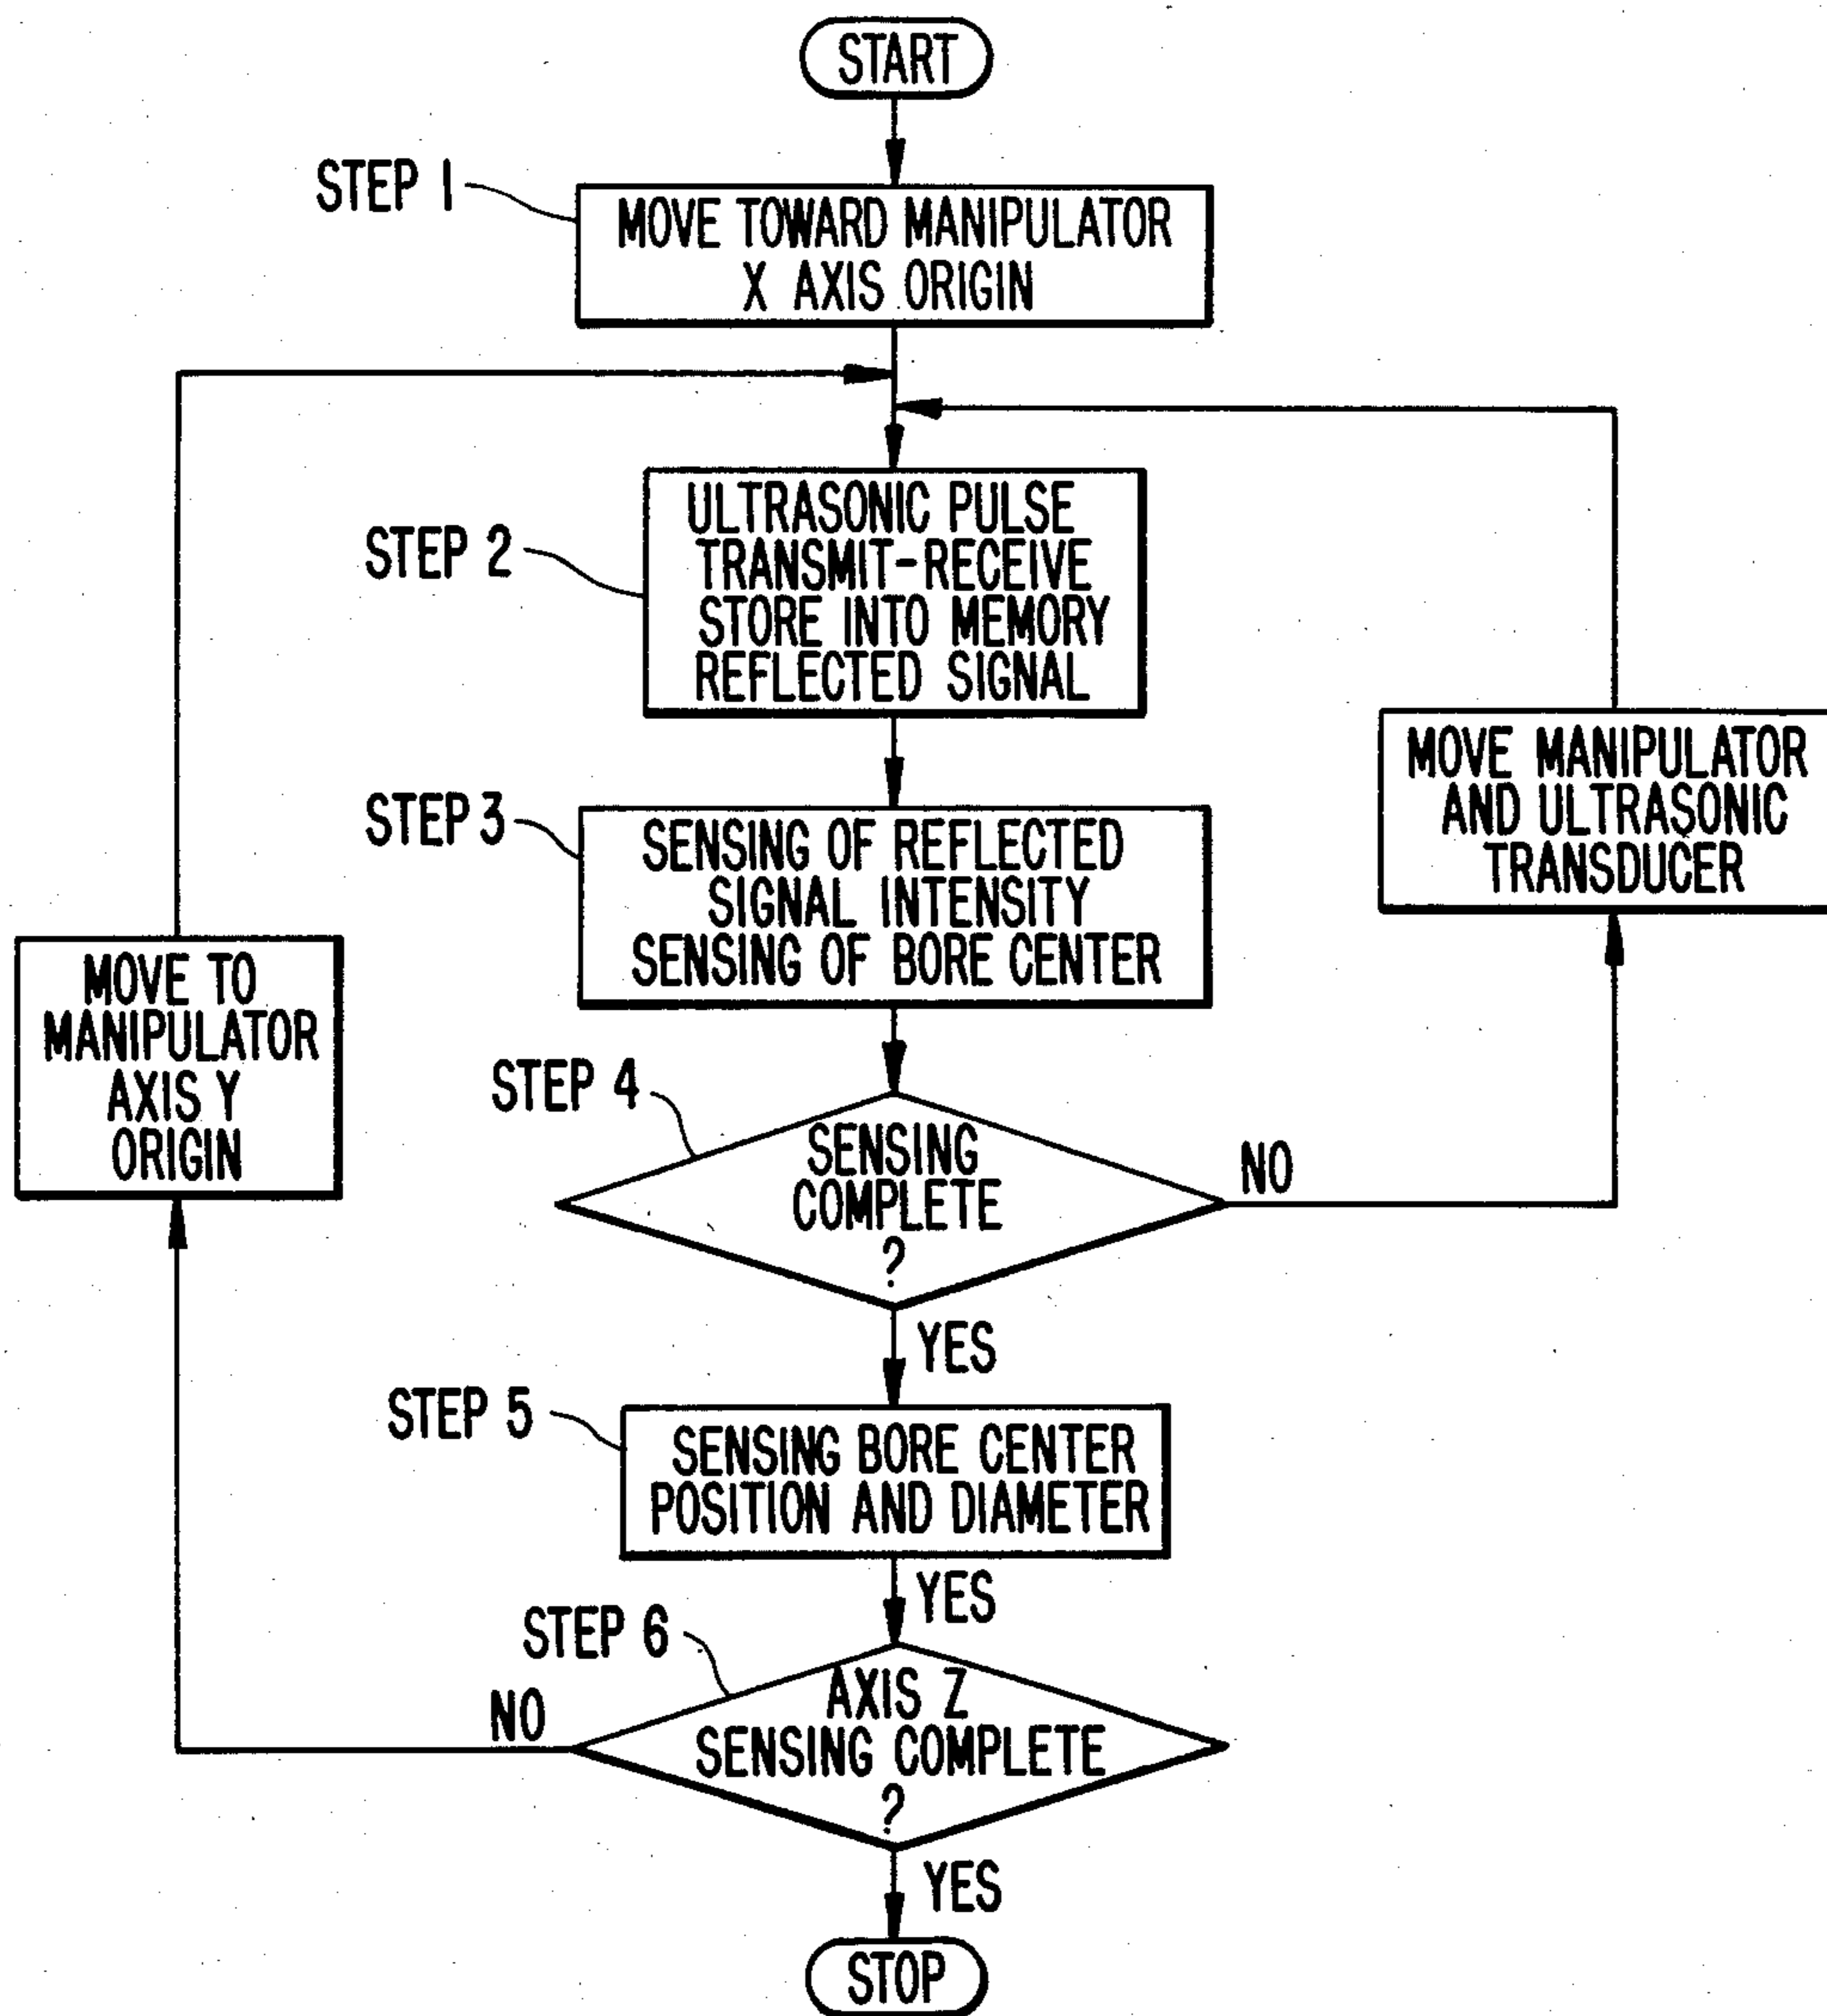 START
STEP 1
MOVE TOWARD MANIPULATOR
X AXIS ORIGIN
STEP 2
ULTRASONIC PULSE
TRANSMIT-RECEIVE
STORE INTO MEMORY
REFLECTED SIGNAL
MOVE MANIPULATOR
AND ULTRASONIC
TRANSDUCER
STEP 3
SENSING OF REFLECTED
SIGNAL INTENSITY
SENSING OF BORE CENTER
MOVE TO
MANIPULATOR
AXIS Y
ORIGIN
STEP 4
SENSING
COMPLETE
?
NO
YES
STEP 5
SENSING BORE CENTER
POSITION AND DIAMETER
YES
STEP 6
AXIS Z
SENSING COMPLETE
?
NO
YES
STOP